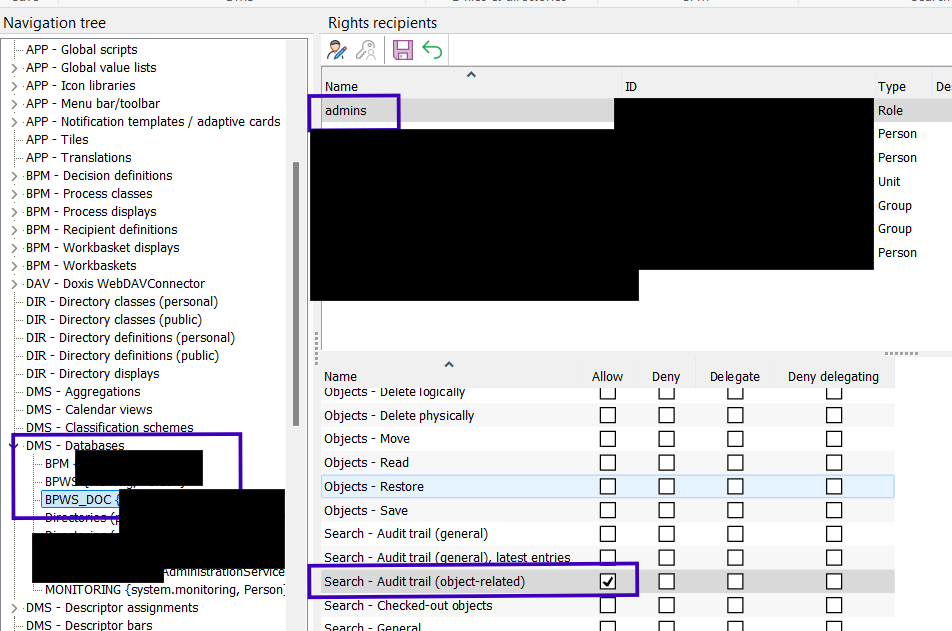 Navigation tree
APP - Global scripts
APP - Global value lists
APP - Icon libraries
APP - Menu bar/toolbar
APP - Notification templates / adaptive cards
APP - Tiles
APP - Translations
BPM - Decision definitions
BPM - Process classes
BPM - Process displays
BPM - Recipient definitions
BPM - Workbasket displays
BPM - Workbaskets
DAV - Doxis WebDAVConnector
DIR - Directory classes (personal)
DIR - Directory classes (public)
DIR - Directory definitions (personal)
DIR - Directory definitions (public)
DIR - Directory displays
DMS - Aggregations
DMS - Calendar views
DMS - Classification schemes
DMS - Databases
BPM -
BPWS
BPWS_DOC {
Directories (
AdministrationService
MONITORING {system.monitoring, Person}
DMS - Descriptor assignments
DMS - Descriptor bars
Rights recipients
Name ID Type De
admins Role
Person
Person
Unit
Group
Group
Person
Name Allow Deny Delegate Deny delegating
Objects - Delete logically
Objects - Delete physically
Objects - Move
Objects - Read
Objects - Restore
Objects - Save
Search - Audit trail (general)
Search - Audit trail (general), latest entries
Search - Audit trail (object-related)
Search - Checked-out objects
Search - General